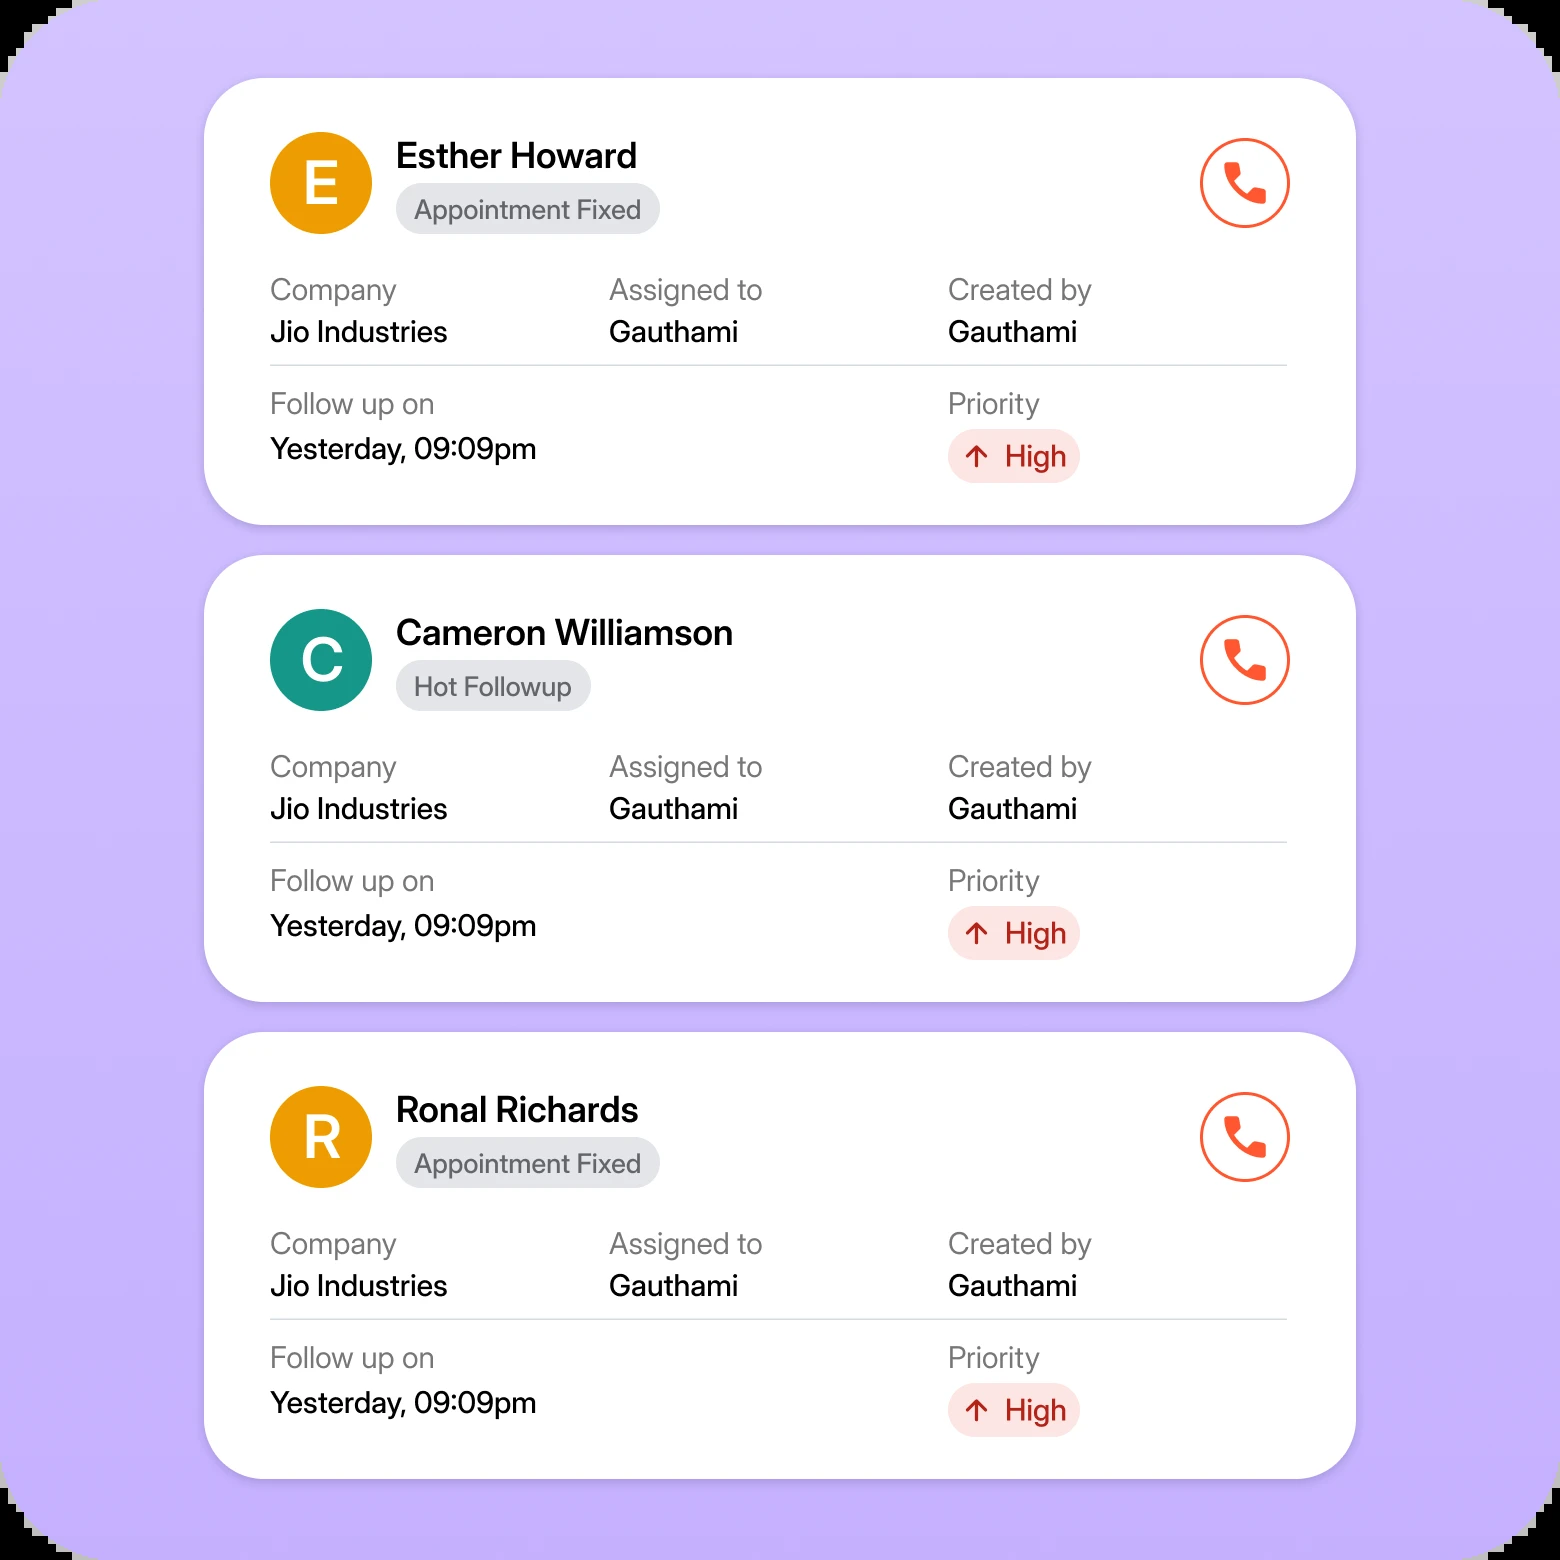 E
Esther Howard
Appointment Fixed
Company Assigned to Created by
Jio Industries Gauthami Gauthami
Follow up on Priority
Yesterday, 09:09pm ↑ High
C
Cameron Williamson
Hot Followup
Company Assigned to Created by
Jio Industries Gauthami Gauthami
Follow up on Priority
Yesterday, 09:09pm ↑ High
R
Ronal Richards
Appointment Fixed
Company Assigned to Created by
Jio Industries Gauthami Gauthami
Follow up on Priority
Yesterday, 09:09pm ↑ High